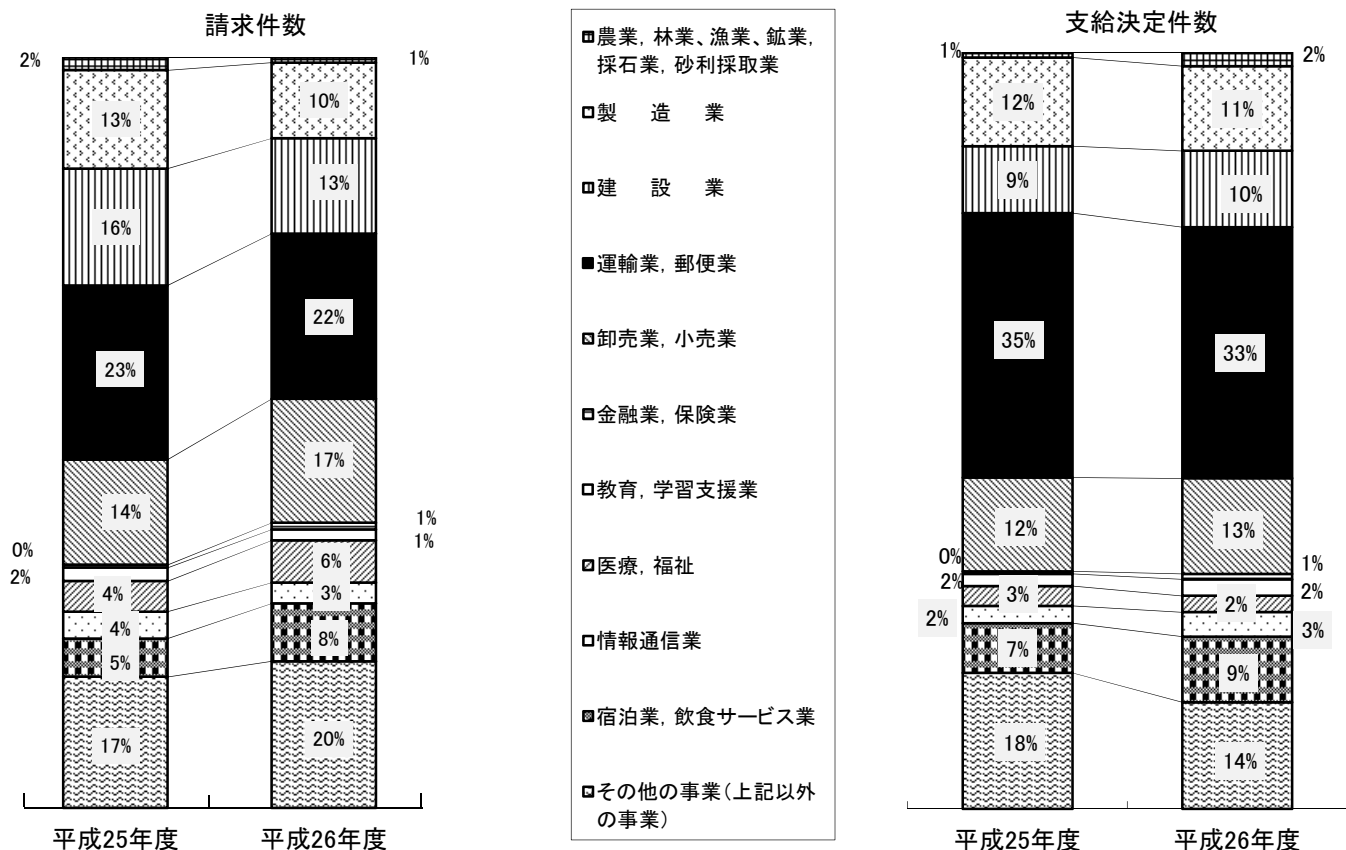 請求件数
2%
13%
16%
23%
14%
0%
2%
4%
4%
5%
17%
1%
10%
13%
22%
17%
1%
1%
6%
3%
8%
20%
平成25年度
平成26年度
農業, 林業、漁業、鉱業,
採石業, 砂利採取業
製 造 業
建 設 業
運輸業, 郵便業
卸売業, 小売業
金融業, 保険業
教育, 学習支援業
医療, 福祉
情報通信業
宿泊業, 飲食サービス業
その他の事業(上記以外
の事業)
支給決定件数
1%
12%
9%
35%
12%
0%
2%
3%
2%
7%
18%
2%
11%
10%
33%
13%
1%
2%
2%
3%
9%
14%
平成25年度
平成26年度